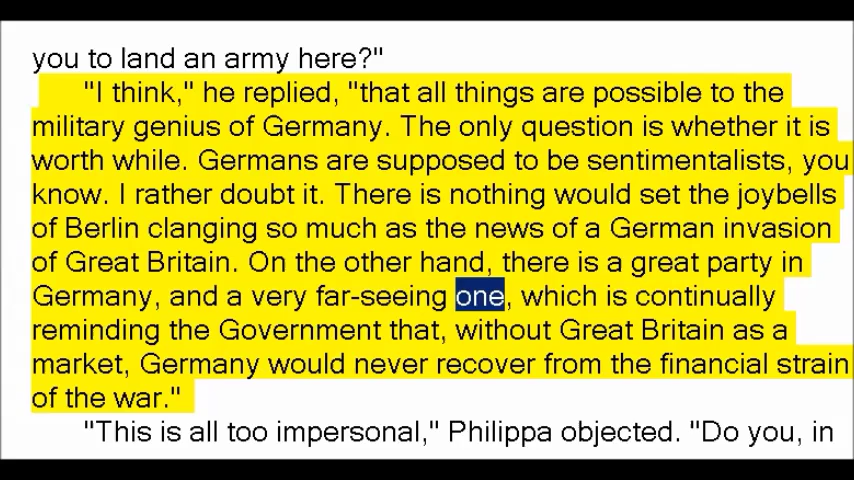 you to land an army here?"
"I think," he replied, "that all things are possible to the
military genius of Germany. The only question is whether it is
worth while. Germans are supposed to be sentimentalists, you
know. I rather doubt it. There is nothing would set the joybells
of Berlin clanging so much as the news of a German invasion
of Great Britain. On the other hand, there is a great party in
Germany, and a very far-seeing one, which is continually
reminding the Government that, without Great Britain as a
market, Germany would never recover from the financial strain
of the war."
"This is all too impersonal," Philippa objected. "Do you, in